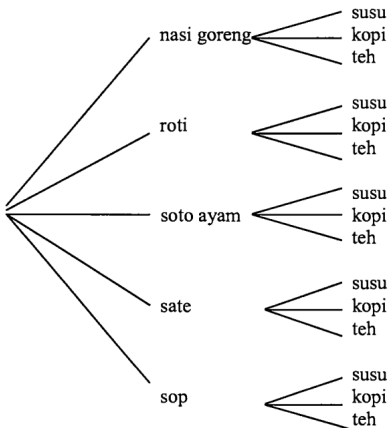 susu
nasi goreng kopi
teh
susu
roti kopi
teh
susu
soto ayam kopi
teh
susu
sate kopi
teh
susu
sop kopi
teh